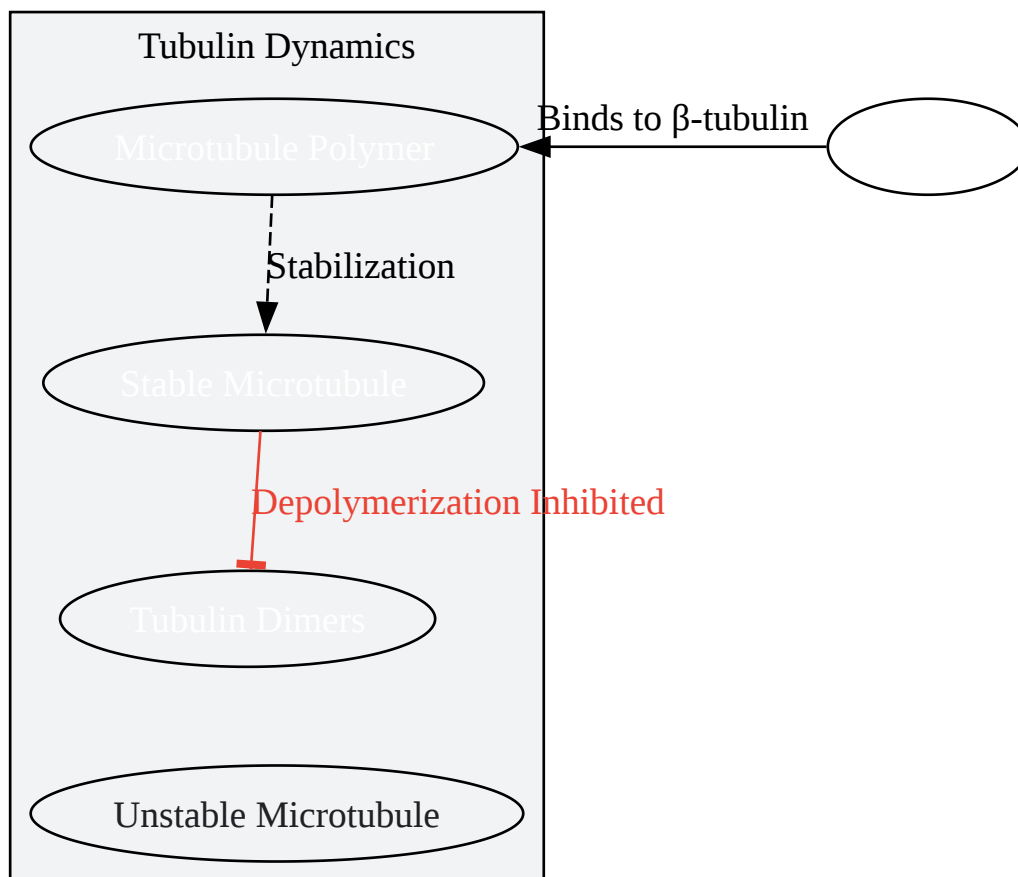 Tubulin Dynamics
Binds to β-tubulin
Microtubule Polymer
Stabilization
Stable Microtubule
Depolymerization Inhibited
Tubulin Dimers
Unstable Microtubule